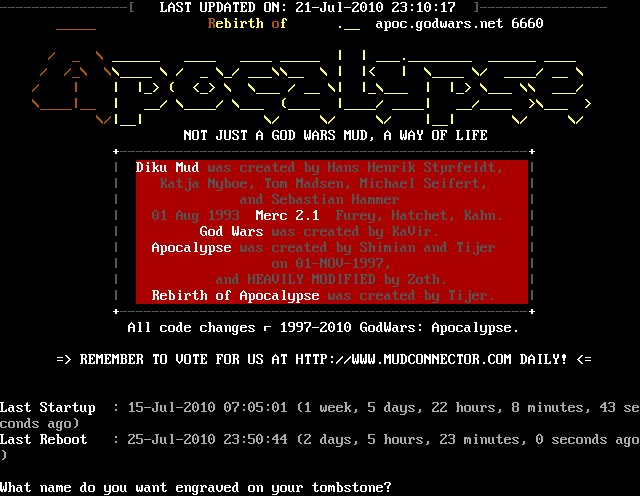 [ LAST UPDATED ON: 21-Jul-2010 23:10:17 ]
Rebirth of apoc.godwars.net 6660
Apocalypse
NOT JUST A GOD WARS MUD, A WAY OF LIFE
Diku Mud was created by Hans Henrik Stprfeldt,
Katja Nyboe, Tom Madsen, Michael Seifert,
and Sebastian Hammer
01 Aug 1993 Merc 2.1 Furey, Hatchet, Kahn.
God Wars was created by KaVir.
Apocalypse was created by Shimian and Tijer
on 01-NOV-1997,
and HEAVILY MODIFIED by Zoth.
Rebirth of Apocalypse was created by Tijer.
All code changes ⌐ 1997-2010 GodWars: Apocalypse.
=> REMEMBER TO VOTE FOR US AT HTTP://WWW.MUDCONNECTOR.COM DAILY! <=
Last Startup : 15-Jul-2010 07:05:01 (1 week, 5 days, 22 hours, 8 minutes, 43 se
conds ago)
Last Reboot : 25-Jul-2010 23:50:44 (2 days, 5 hours, 23 minutes, 0 seconds ago
)
What name do you want engraved on your tombstone?